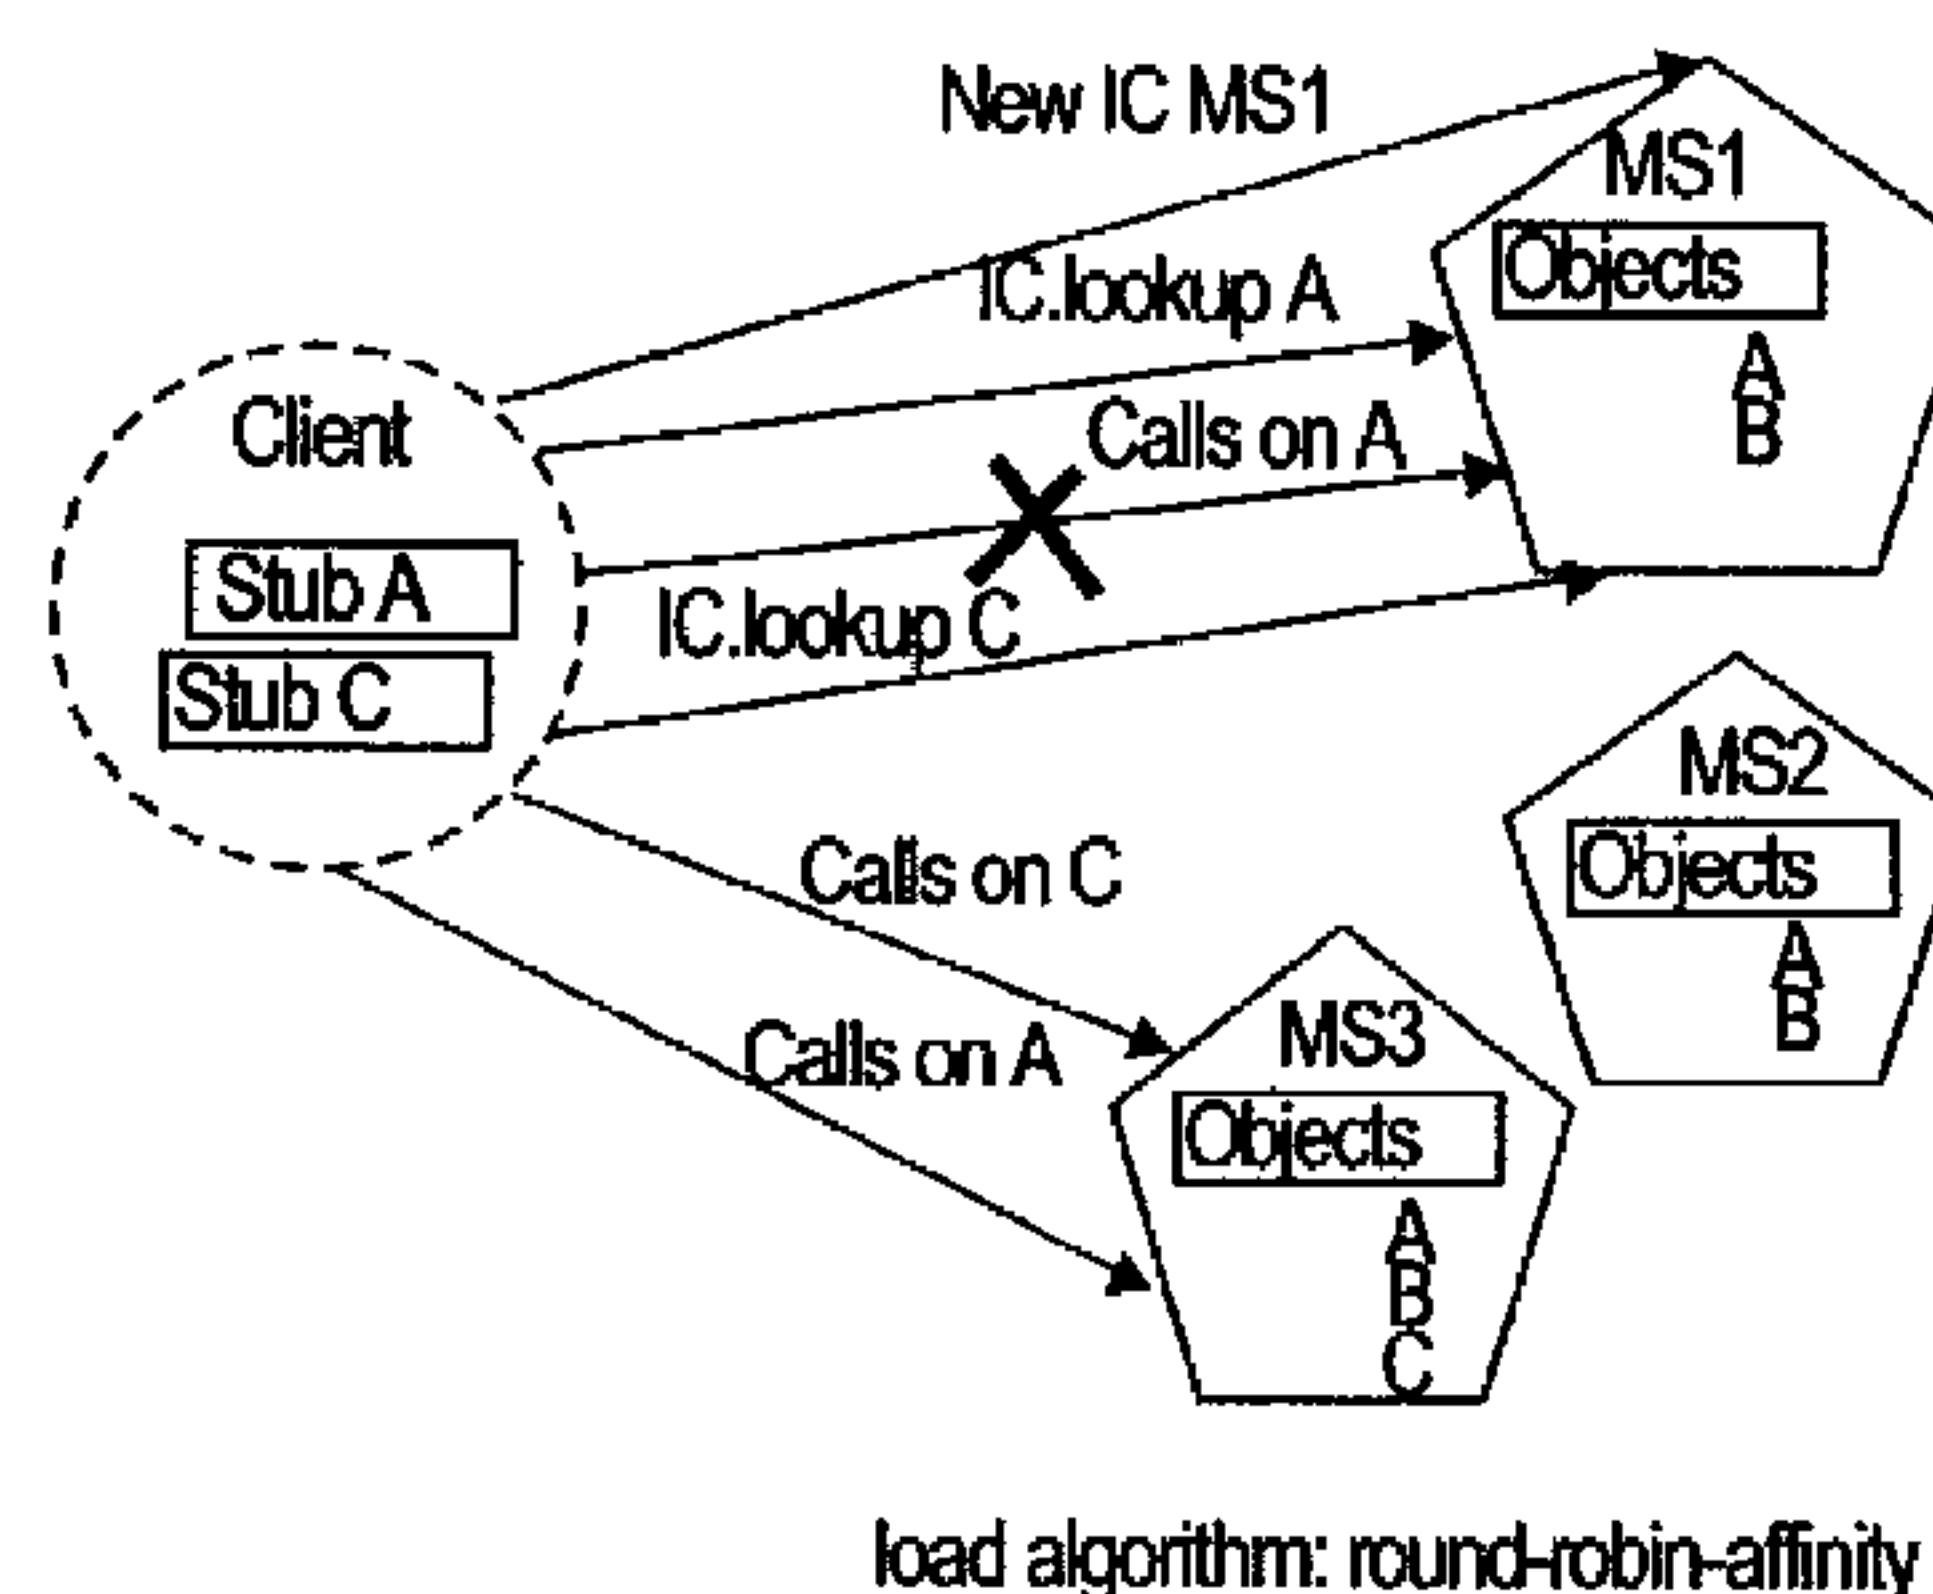 New IC MS1
MS1
Objects
A
B
IC.lookup A
Calls on A
Client
Stub A
Stub C
IC.lookup C
MS2
Objects
A
B
Calls on C
Calls on A
MS3
Objects
A
B
C
load algorithm: round-robin-affinity